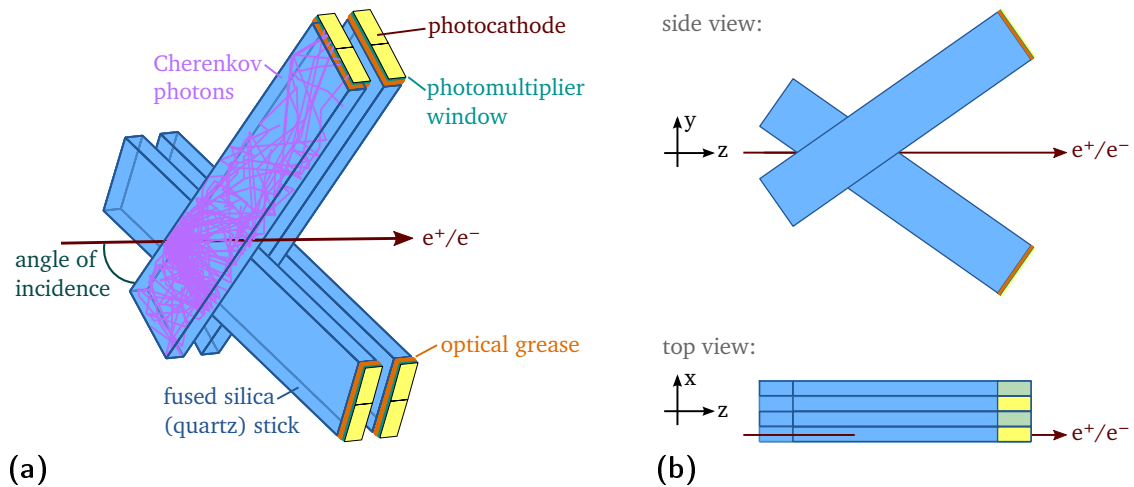 photocathode
Cherenkov
photons
photomultiplier
window
e⁺/e⁻
angle of
incidence
optical grease
fused silica
(quartz) stick
(a)
side view:
y
z
e⁺/e⁻
top view:
x
z
e⁺/e⁻
(b)